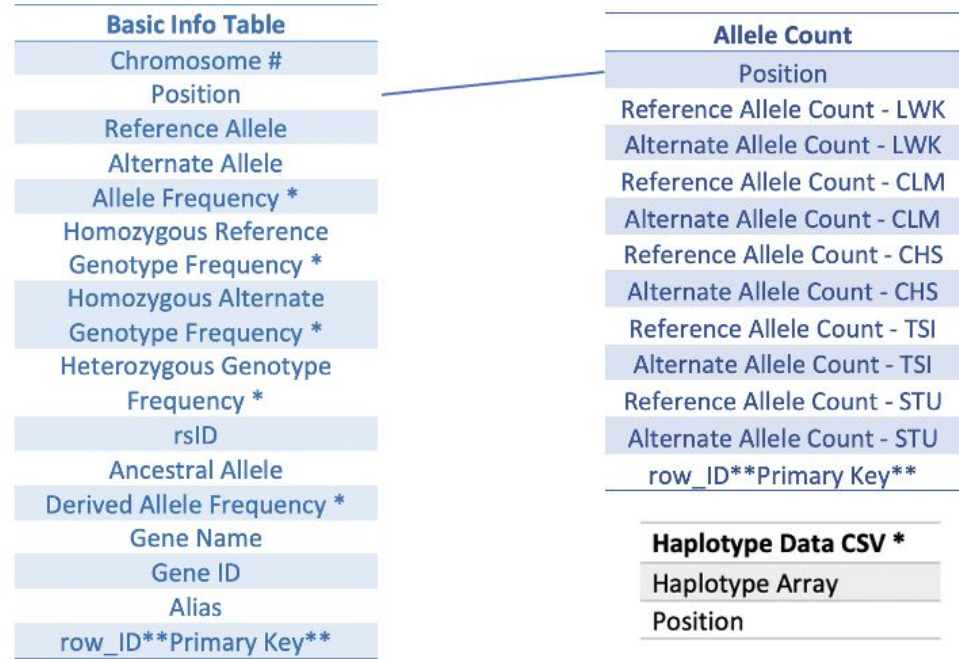 Basic Info Table
Chromosome #
Position
Reference Allele
Alternate Allele
Allele Frequency *
Homozygous Reference
Genotype Frequency *
Homozygous Alternate
Genotype Frequency *
Heterozygous Genotype
Frequency *
rsID
Ancestral Allele
Derived Allele Frequency *
Gene Name
Gene ID
Alias
row_ID**Primary Key**
Allele Count
Position
Reference Allele Count - LWK
Alternate Allele Count - LWK
Reference Allele Count - CLM
Alternate Allele Count - CLM
Reference Allele Count - CHS
Alternate Allele Count - CHS
Reference Allele Count - TSI
Alternate Allele Count - TSI
Reference Allele Count - STU
Alternate Allele Count - STU
row_ID**Primary Key**
Haplotype Data CSV *
Haplotype Array
Position